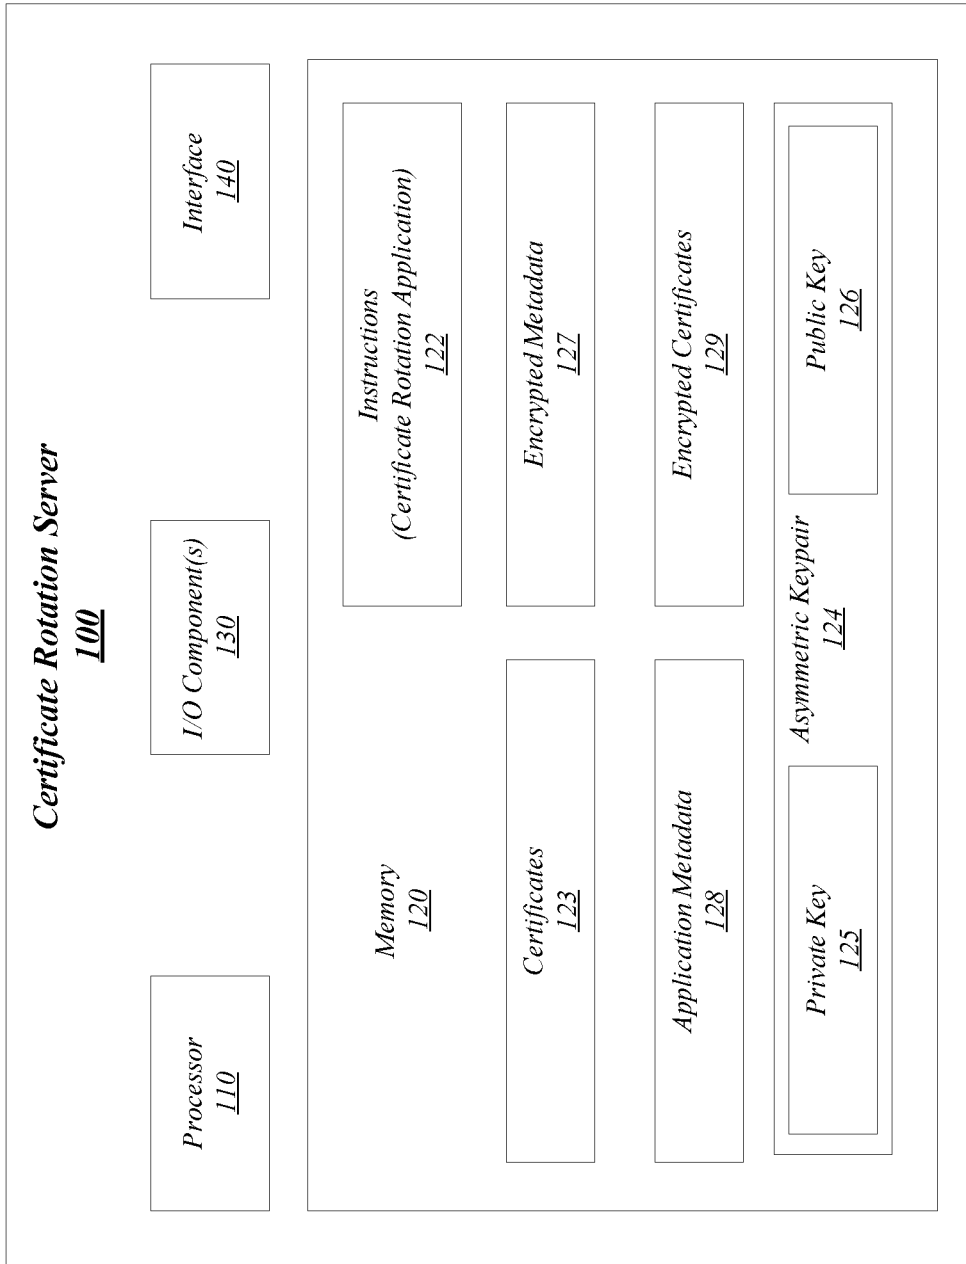 Certificate Rotation Server
100
Processor
110
I/O Component(s)
130
Interface
140
Memory
120
Instructions
(Certificate Rotation Application)
122
Certificates
123
Encrypted Metadata
127
Application Metadata
128
Encrypted Certificates
129
Private Key
125
Asymmetric Keypair
124
Public Key
126